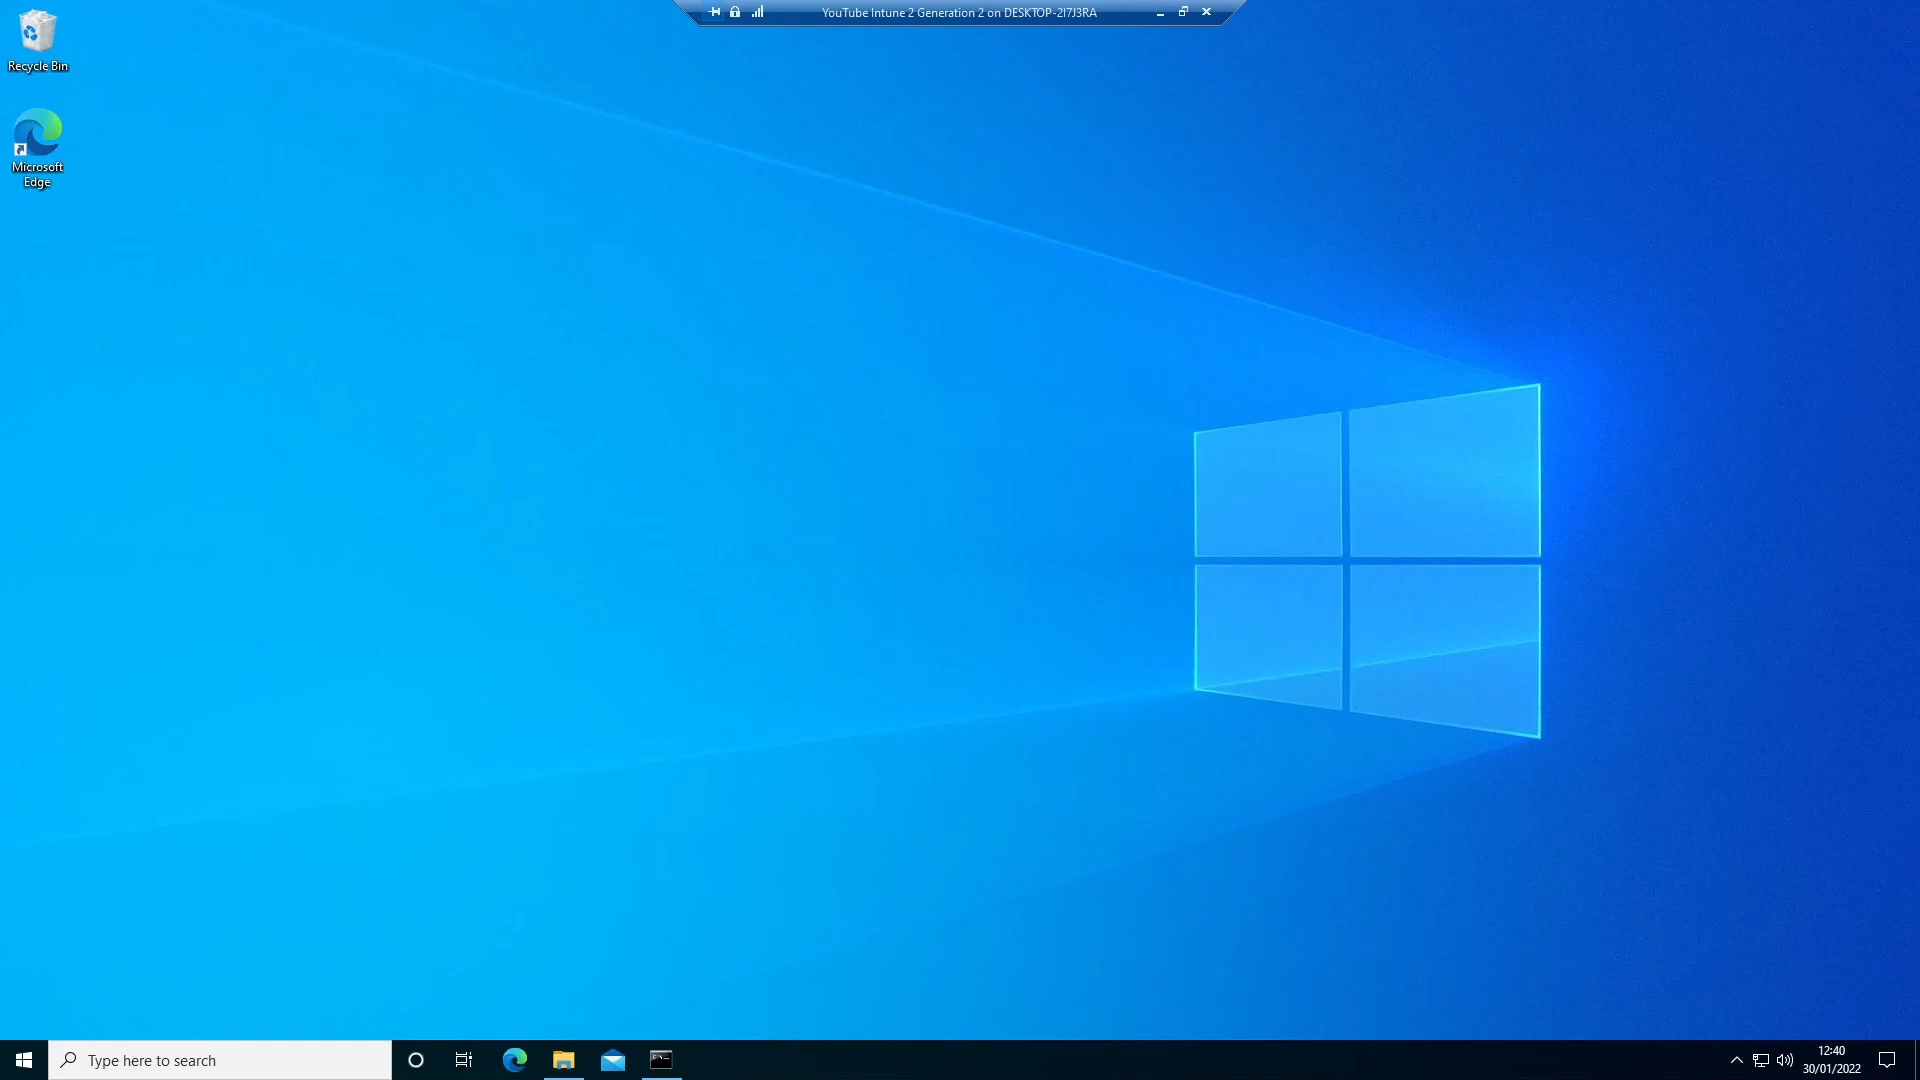 YouTube Intune 2 Generation 2 on DESKTOP-2I7J3RA
Recycle Bin
Microsoft
Edge
Type here to search
12:40
30/01/2022